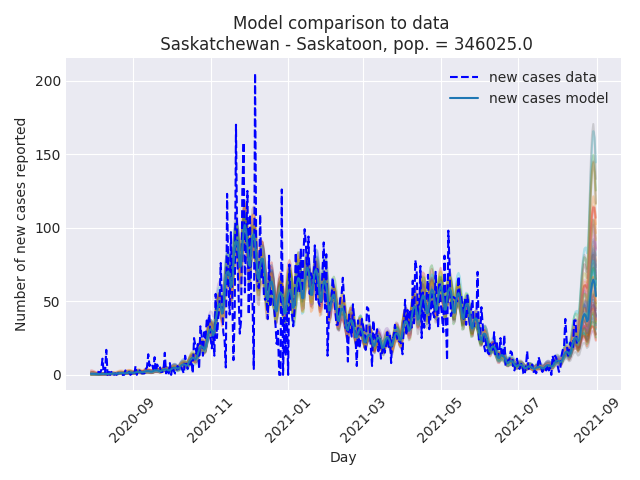 Model comparison to data
Saskatchewan - Saskatoon, pop. = 346025.0
new cases data
new cases model
Number of new cases reported
200
150
100
50
0
2020-09
2020-11
2021-01
2021-03
2021-05
2021-07
2021-09
Day